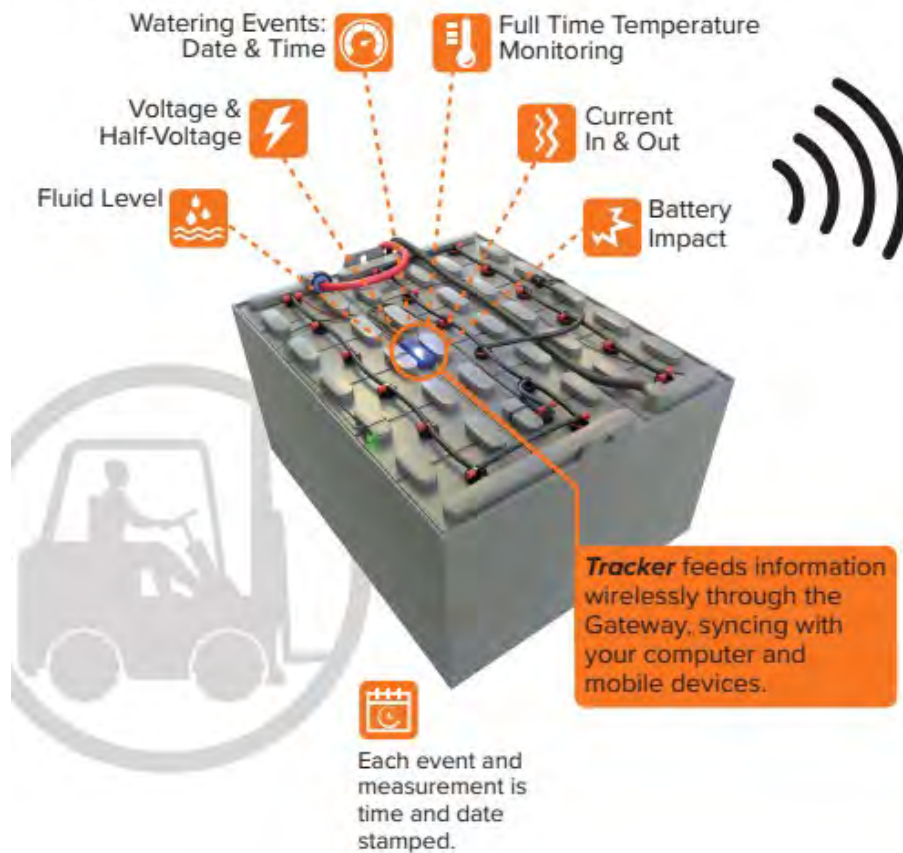 Watering Events:
Date & Time
Full Time Temperature
Monitoring
Voltage &
Half-Voltage
Current
In & Out
Fluid Level
Battery
Impact
Tracker feeds information
wirelessly through the
Gateway, syncing with
your computer and
mobile devices.
Each event and
measurement is
time and date
stamped.